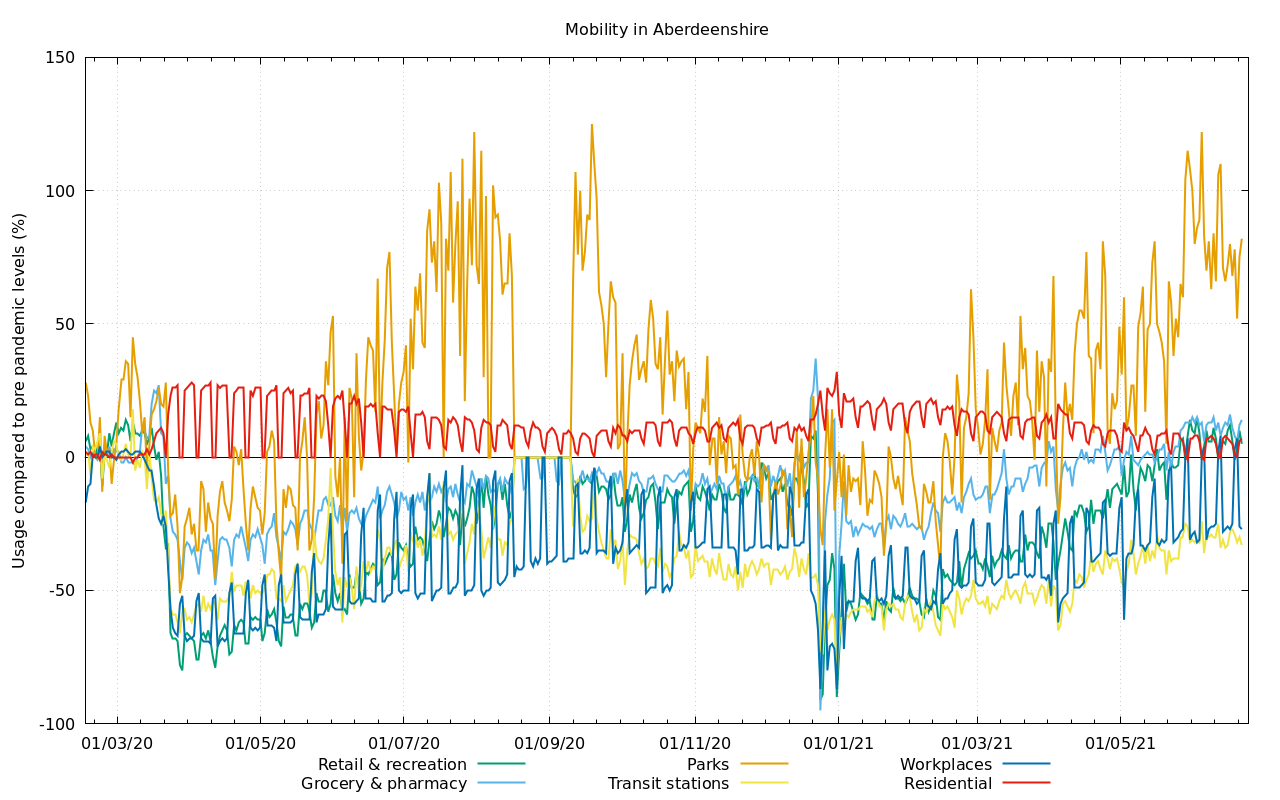 Mobility in Aberdeenshire
Usage compared to pre pandemic levels (%)
150
100
50
0
-50
-100
01/03/20 01/05/20 01/07/20 01/09/20 01/11/20 01/01/21 01/03/21 01/05/21
Retail & recreation Parks Workplaces
Grocery & pharmacy Transit stations Residential